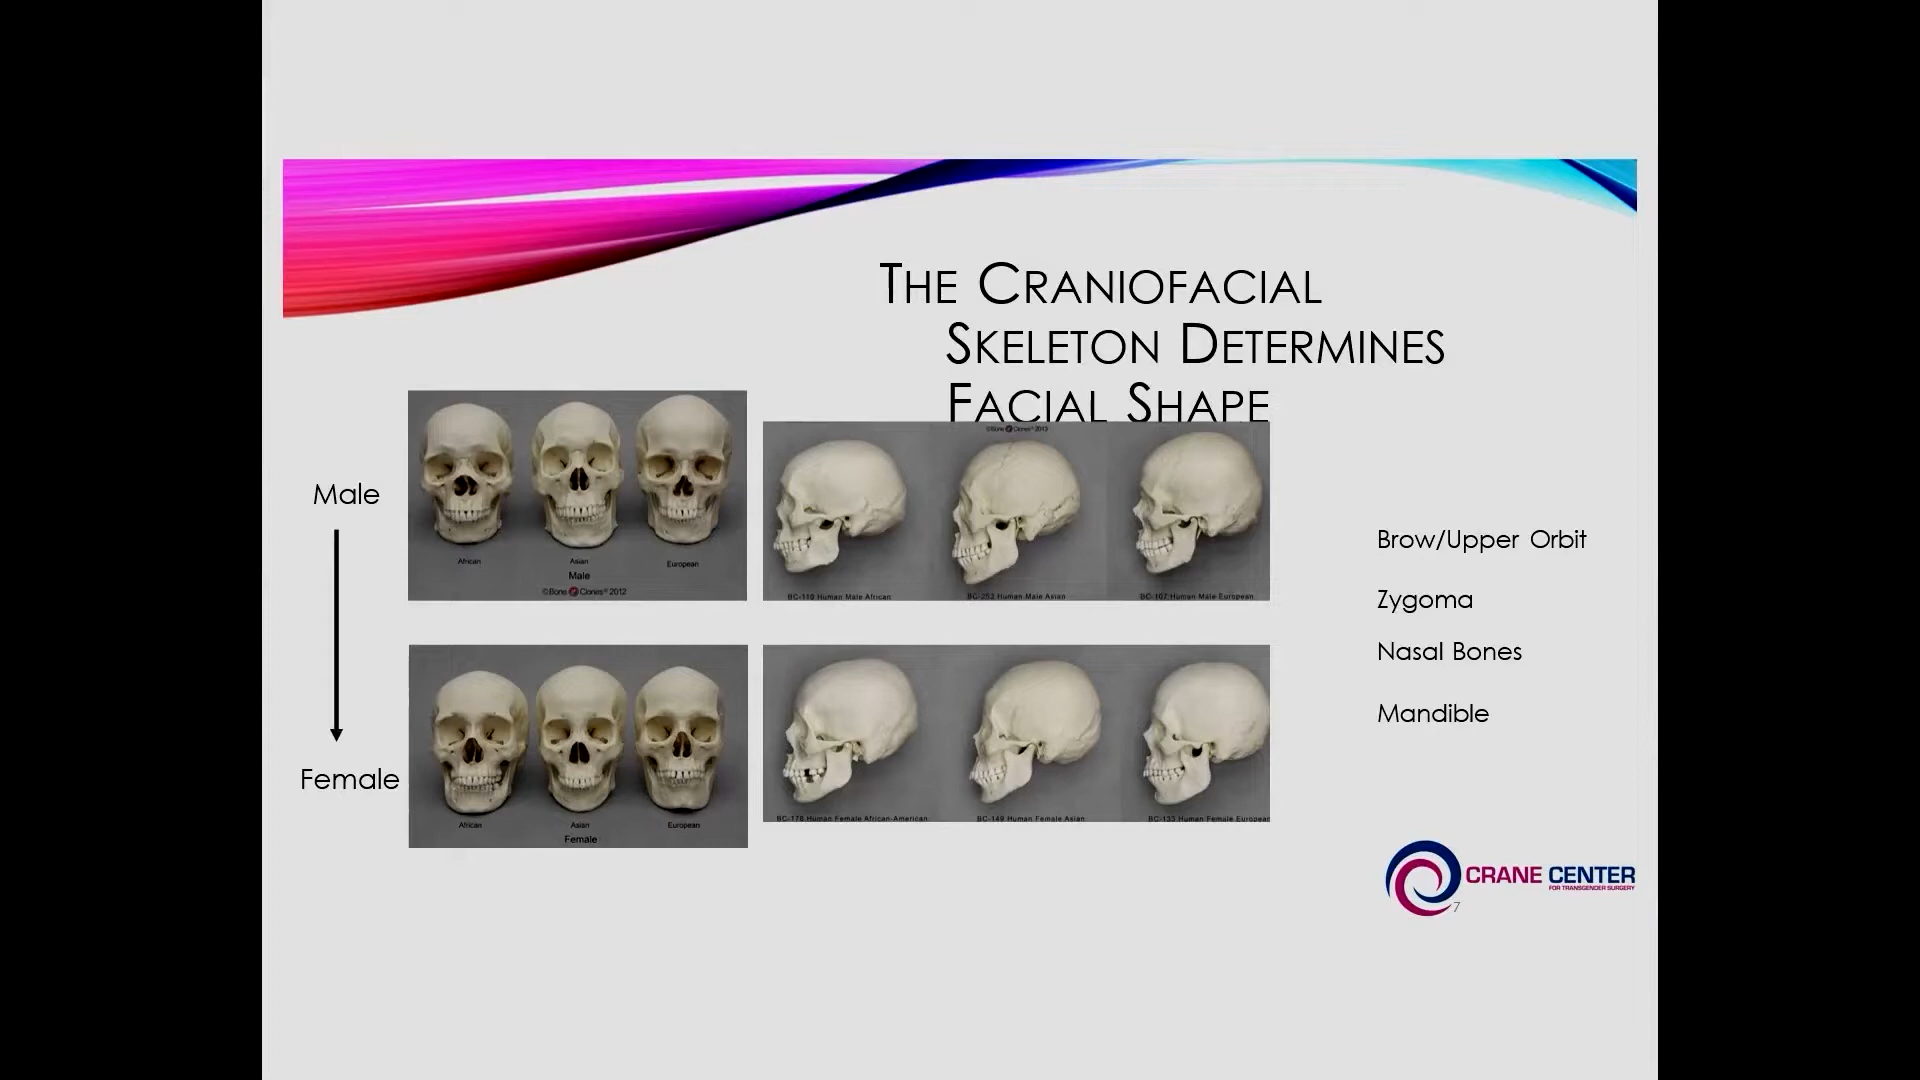 THE CRANIOFACIAL
SKELETON DETERMINES
FACIAL SHAPE
Male
Female
African
Asian
European
Male
©Bone Clones® 2012
©Bone Clones® 2013
BC-110 Human Male African
BC-252 Human Male Asian
BC-107 Human Male European
African
Asian
European
Female
BC-178 Human Female African-American
BC-149 Human Female Asian
BC-133 Human Female European
Brow/Upper Orbit
Zygoma
Nasal Bones
Mandible
CRANE CENTER
FOR TRANSGENDER SURGERY
7